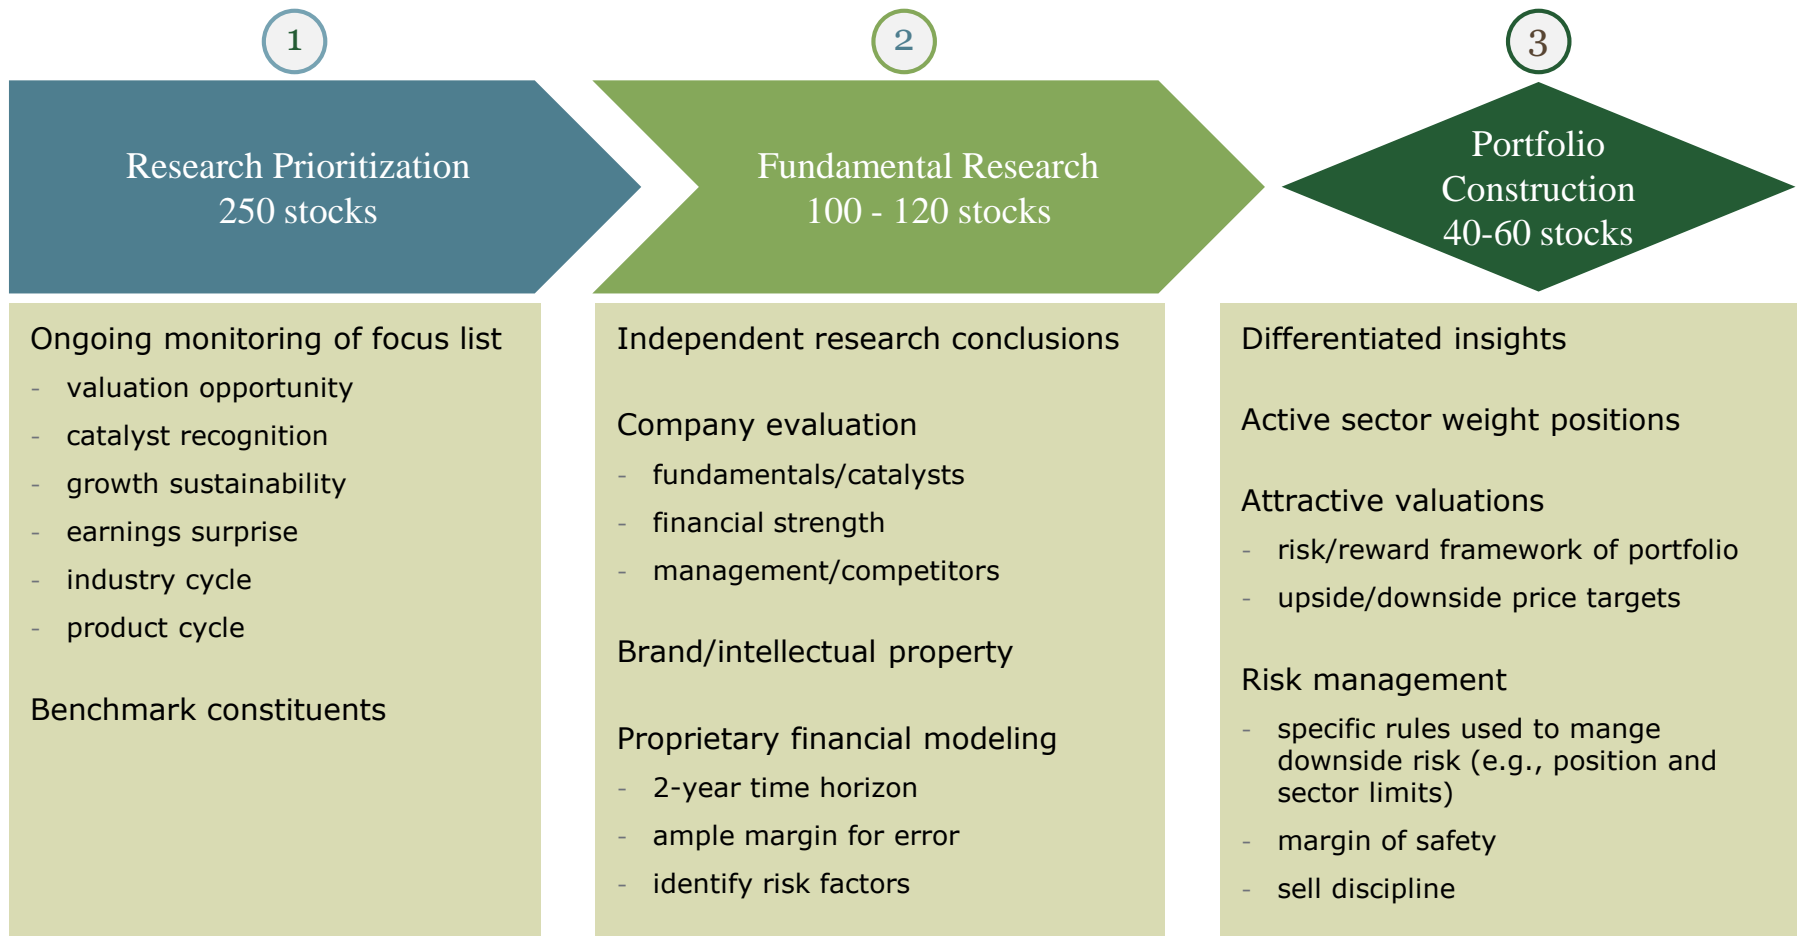 1
Research Prioritization
250 stocks
Ongoing monitoring of focus list
- valuation opportunity
- catalyst recognition
- growth sustainability
- earnings surprise
- industry cycle
- product cycle
Benchmark constituents
2
Fundamental Research
100 - 120 stocks
Independent research conclusions
Company evaluation
- fundamentals/catalysts
- financial strength
- management/competitors
Brand/intellectual property
Proprietary financial modeling
- 2-year time horizon
- ample margin for error
- identify risk factors
3
Portfolio
Construction
40-60 stocks
Differentiated insights
Active sector weight positions
Attractive valuations
- risk/reward framework of portfolio
- upside/downside price targets
Risk management
- specific rules used to mange
downside risk (e.g., position and
sector limits)
- margin of safety
- sell discipline